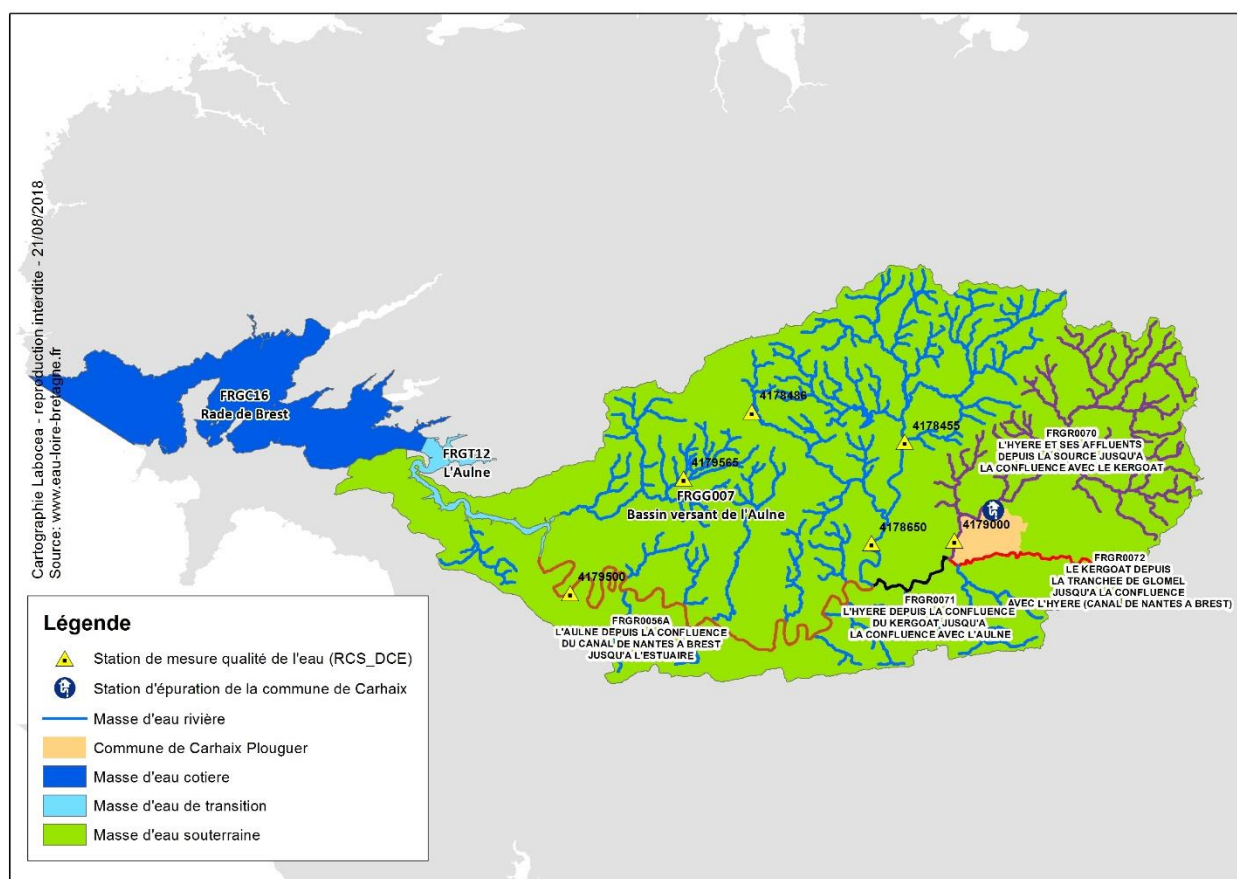 Cartographie Labocea - reproduction interdite - 21/08/2018
Source: www.eau-loire-bretagne.fr
FRGC16
Rade de Brest
FRGT12
L'Aulne
4178486
4178455
4179565
FRGG007
Bassin versant de l'Aulne
FRGR0070
L'HYERE ET SES AFFLUENTS
DEPUIS LA SOURCE JUSQU'A
LA CONFLUENCE AVEC LE KERGOAT
4178650
4179000
4179500
FRGR0072
LE KERGOAT DEPUIS
LA TRANCHEE DE GLOMEL
JUSQU'A LA CONFLUENCE
AVEC L'HYERE (CANAL DE NANTES A BREST)
FRGR0071
L'HYERE DEPUIS LA CONFLUENCE
DU KERGOAT JUSQU'A
LA CONFLUENCE AVEC L'AULNE
FRGR0056A
L'AULNE DEPUIS LA CONFLUENCE
DU CANAL DE NANTES A BREST
JUSQU'A L'ESTUAIRE
Légende
Station de mesure qualité de l'eau (RCS_DCE)
Station d'épuration de la commune de Carhaix
Masse d'eau rivière
Commune de Carhaix Plouguer
Masse d'eau cotiere
Masse d'eau de transition
Masse d'eau souterraine